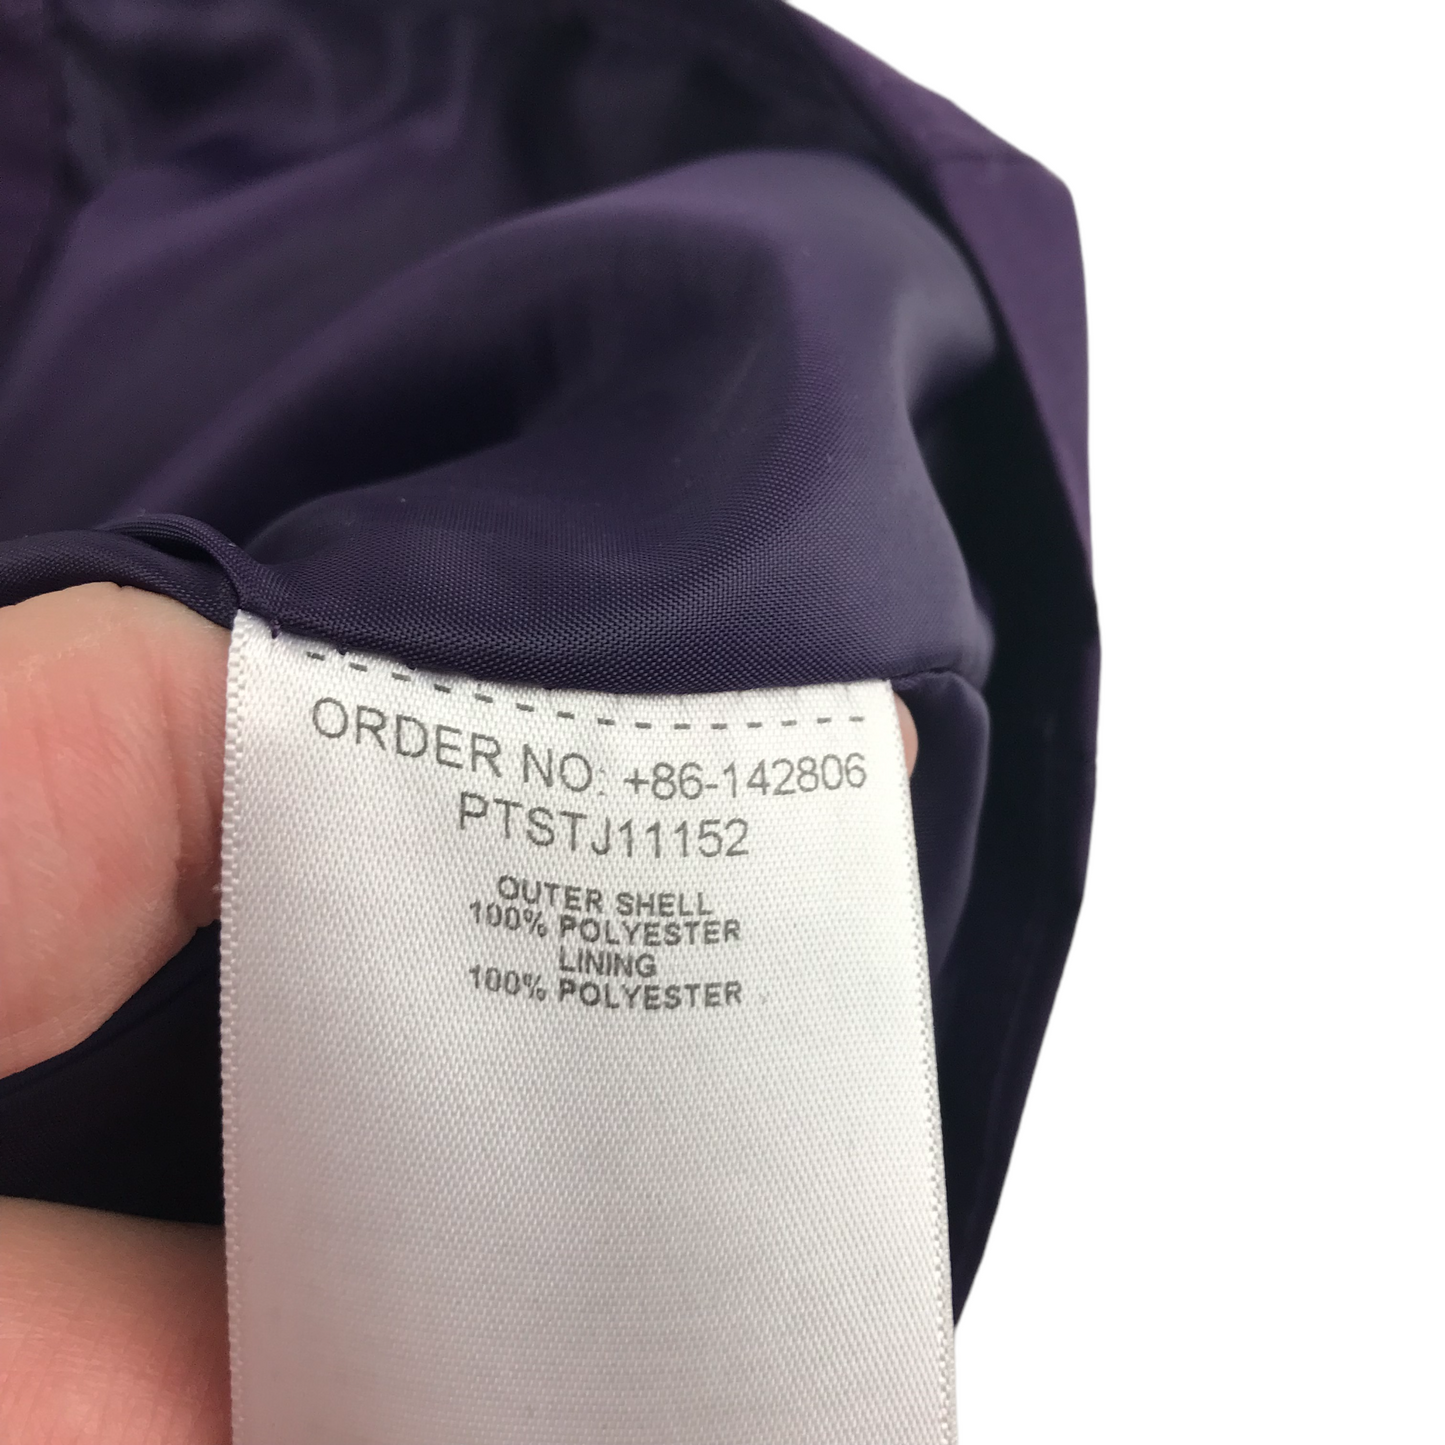 ORDER NO: +86-142806
PTSTJ11152
OUTER SHELL
100% POLYESTER
LINING
100% POLYESTER